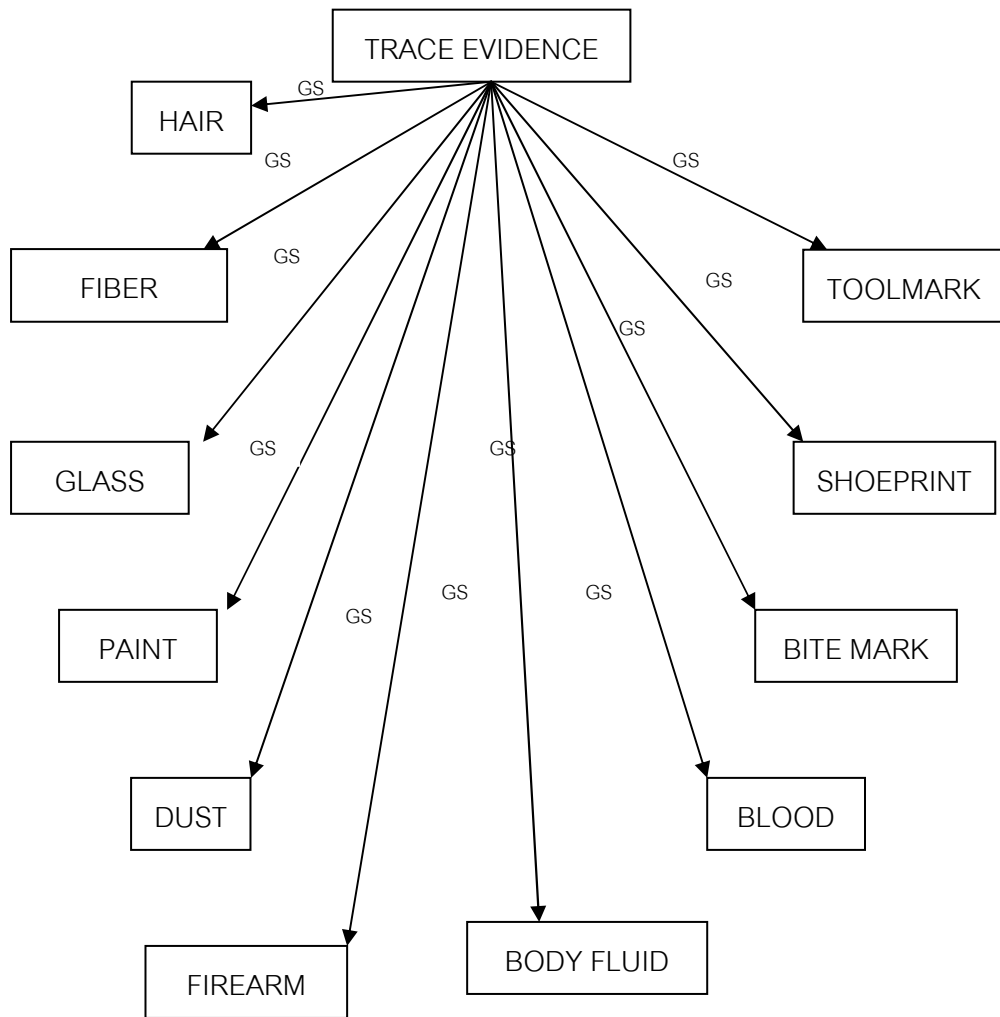 TRACE EVIDENCE
GS
HAIR
GS
GS
FIBER
GS
GS
TOOLMARK
GS
GS
GS
GLASS
SHOEPRINT
GS
GS
GS
PAINT
BITE MARK
DUST
BLOOD
BODY FLUID
FIREARM